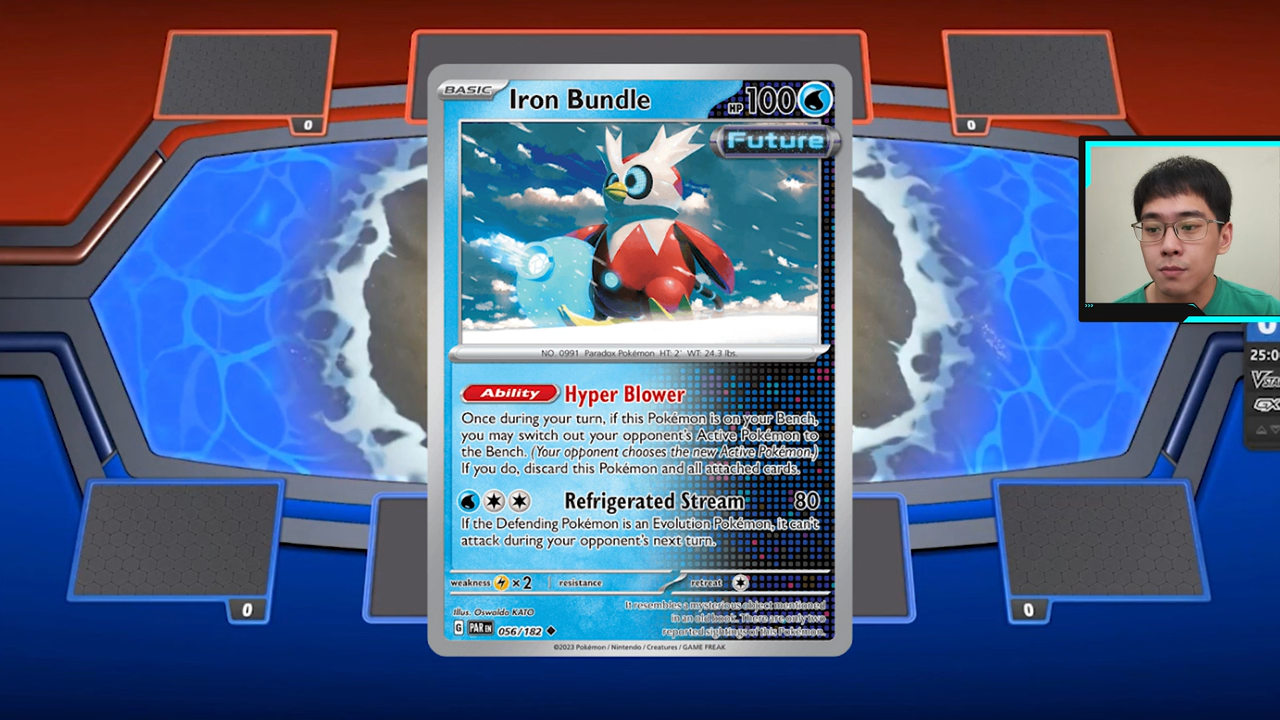 BASIC
Iron Bundle
HP 100
Future
NO. 0991 Paradox Pokémon HT: 2' WT: 24.3 lbs.
Ability Hyper Blower
Once during your turn, if this Pokémon is on your Bench,
you may switch out your opponent's Active Pokémon to
the Bench. (Your opponent chooses the new Active Pokémon.)
If you do, discard this Pokémon and all attached cards.
Refrigerated Stream 80
If the Defending Pokémon is an Evolution Pokémon, it can't
attack during your opponent's next turn.
weakness ×2 resistance retreat
Illus. Oswaldo KATO
It resembles a mysterious object mentioned
in an old book. There are only two
reported sightings of this Pokémon.
G PAR EN 056/182
©2023 Pokémon / Nintendo / Creatures / GAME FREAK
0
0
0
0
0
25:0
VSTA
GX